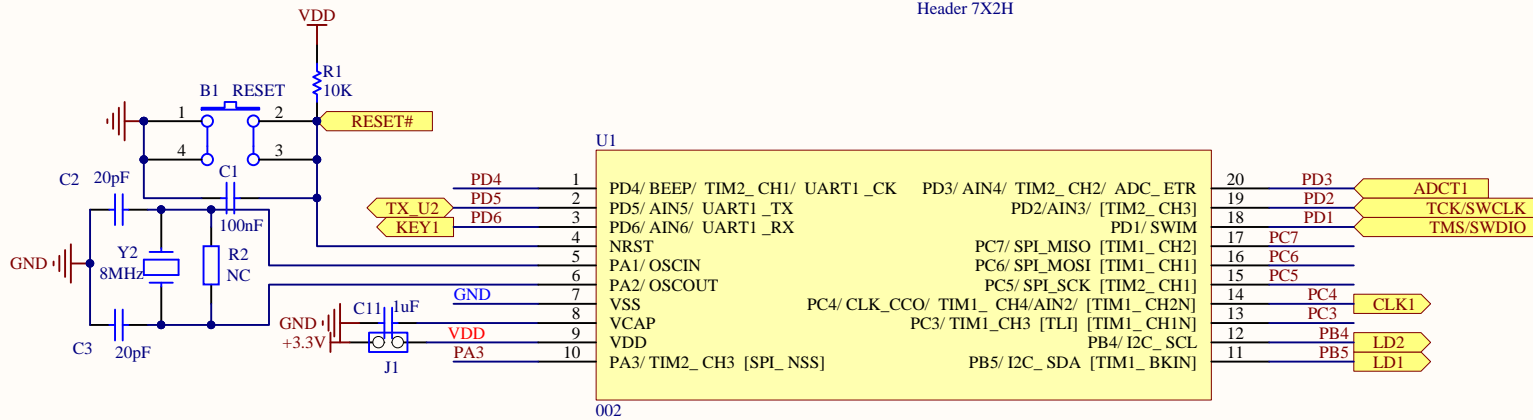 Header 7X2H
VDD
R1
10K
B1 RESET
1 2
RESET#
4 3
C1
100nF
C2 20pF
GND
Y2
8MHz
R2
NC
C3 20pF
U1
PD4 1 PD4/ BEEP/ TIM2_ CH1/ UART1 _CK
TX_U2 PD5 2 PD5/ AIN5/ UART1 _TX
KEY1 PD6 3 PD6/ AIN6/ UART1 _RX
4 NRST
5 PA1/ OSCIN
6 PA2/ OSCOUT
GND 7 VSS
GND C11 1uF 8 VCAP
+3.3V J1 VDD 9 VDD
PA3 10 PA3/ TIM2_ CH3 [SPI_ NSS]
PD3/ AIN4/ TIM2_ CH2/ ADC_ ETR 20 PD3 ADCT1
PD2/AIN3/ [TIM2_ CH3] 19 PD2 TCK/SWCLK
PD1/ SWIM 18 PD1 TMS/SWDIO
PC7/ SPI_MISO [TIM1_ CH2] 17 PC7
PC6/ SPI_MOSI [TIM1_ CH1] 16 PC6
PC5/ SPI_SCK [TIM2_ CH1] 15 PC5
PC4/ CLK_CCO/ TIM1_ CH4/AIN2/ [TIM1_ CH2N] 14 PC4 CLK1
PC3/ TIM1_CH3 [TLI] [TIM1_ CH1N] 13 PC3
PB4/ I2C_ SCL 12 PB4 LD2
PB5/ I2C_ SDA [TIM1_ BKIN] 11 PB5 LD1
002